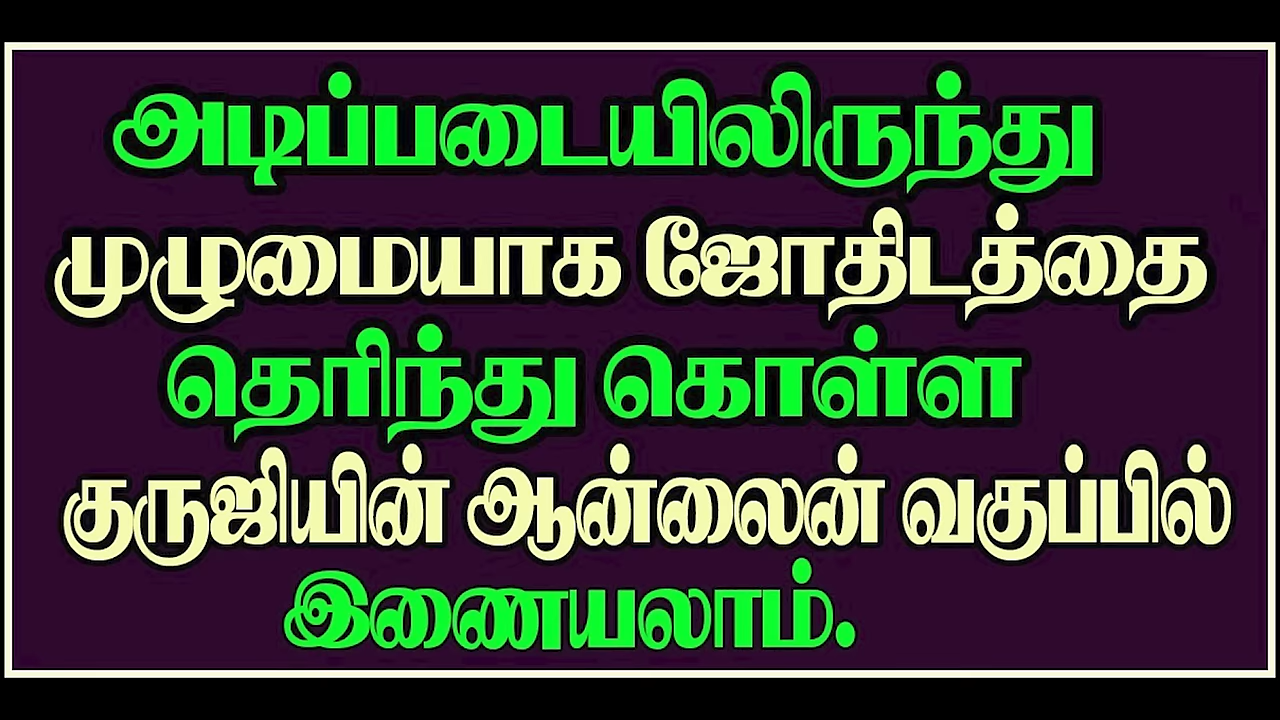 அடிப்படையிலிருந்து
முழுமையாக ஜோதிடத்தை
தெரிந்து கொள்ள
குருஜியின் ஆன்லைன் வகுப்பில்
இணையலாம்.